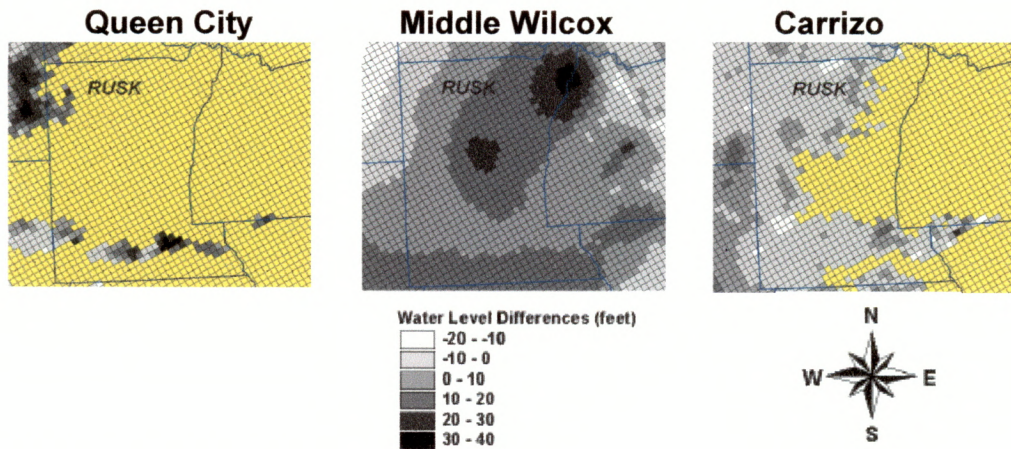 Queen City
Middle Wilcox
Carrizo
RUSK
RUSK
RUSK
Water Level Differences (feet)
-20 - -10
-10 - 0
0 - 10
10 - 20
20 - 30
30 - 40
N
W
E
S